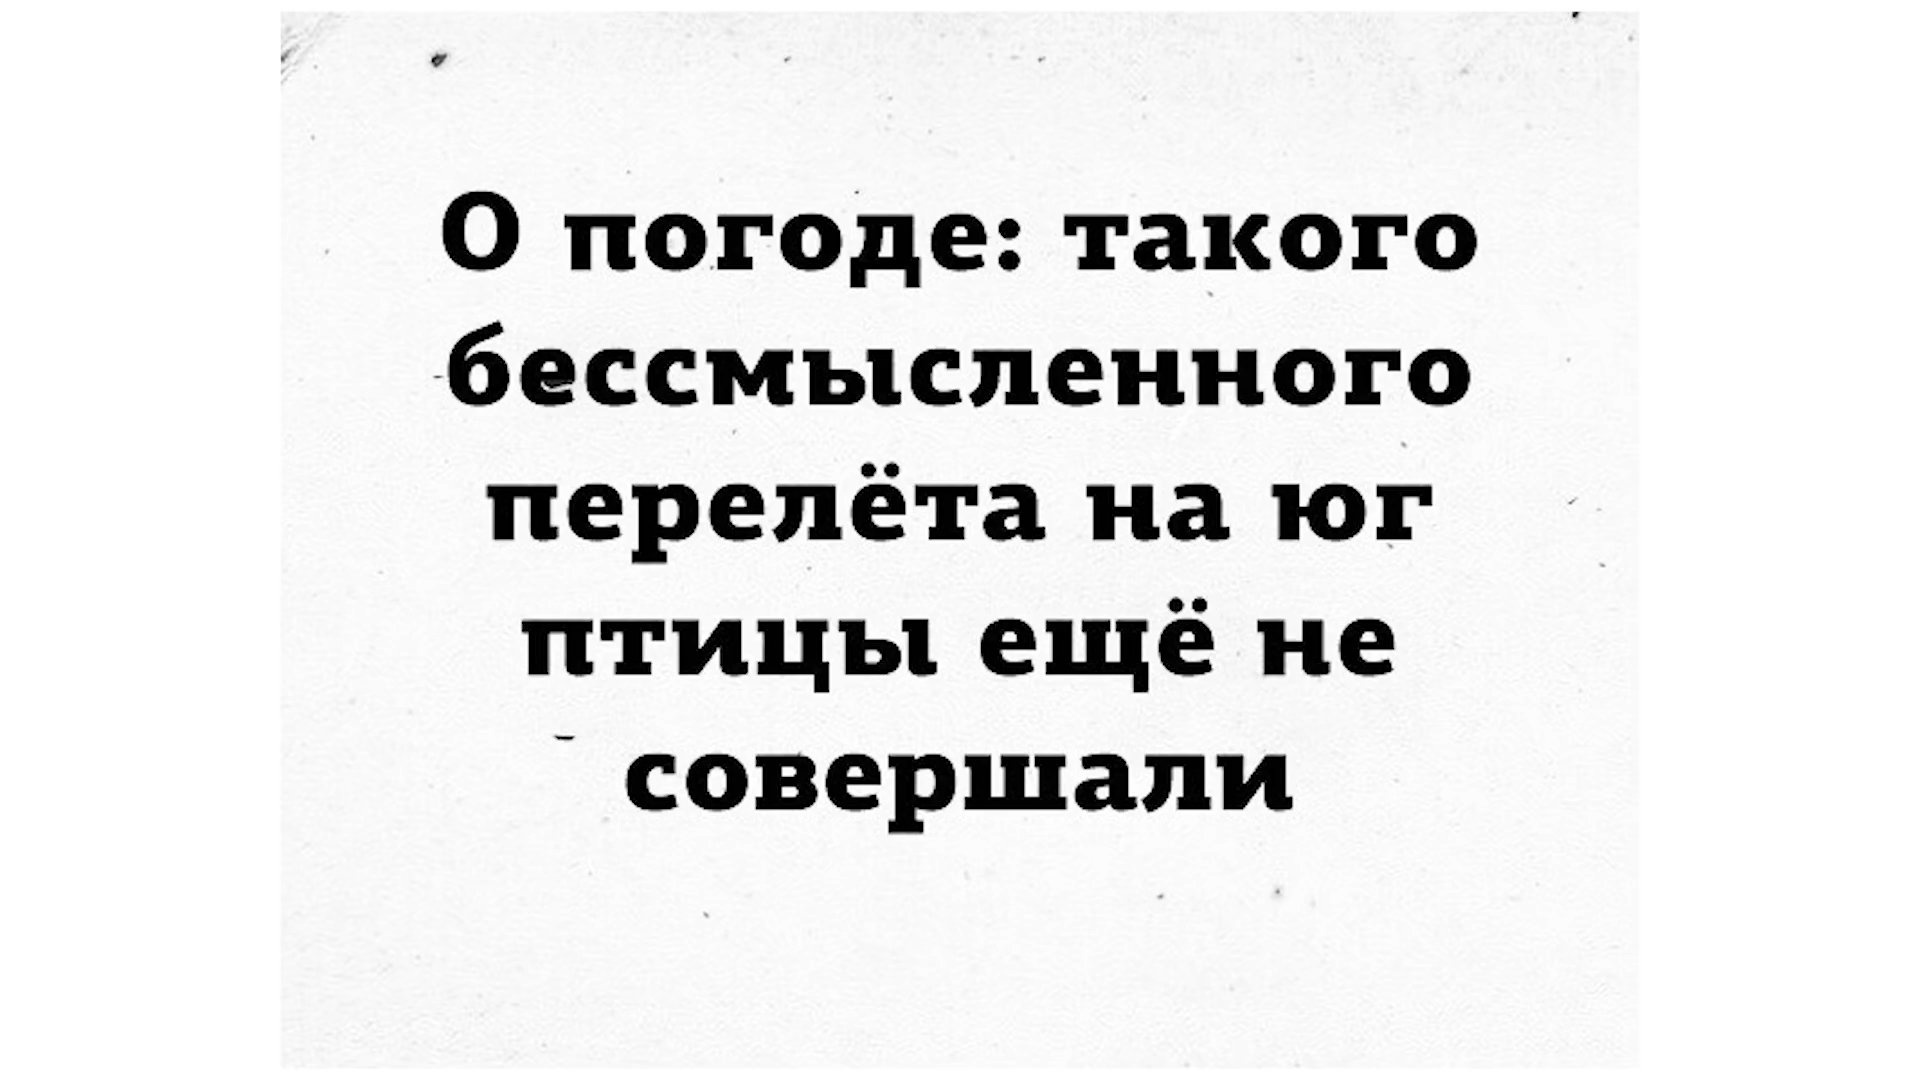 О погоде: такого
бессмысленного
перелёта на юг
птицы ещё не
совершали